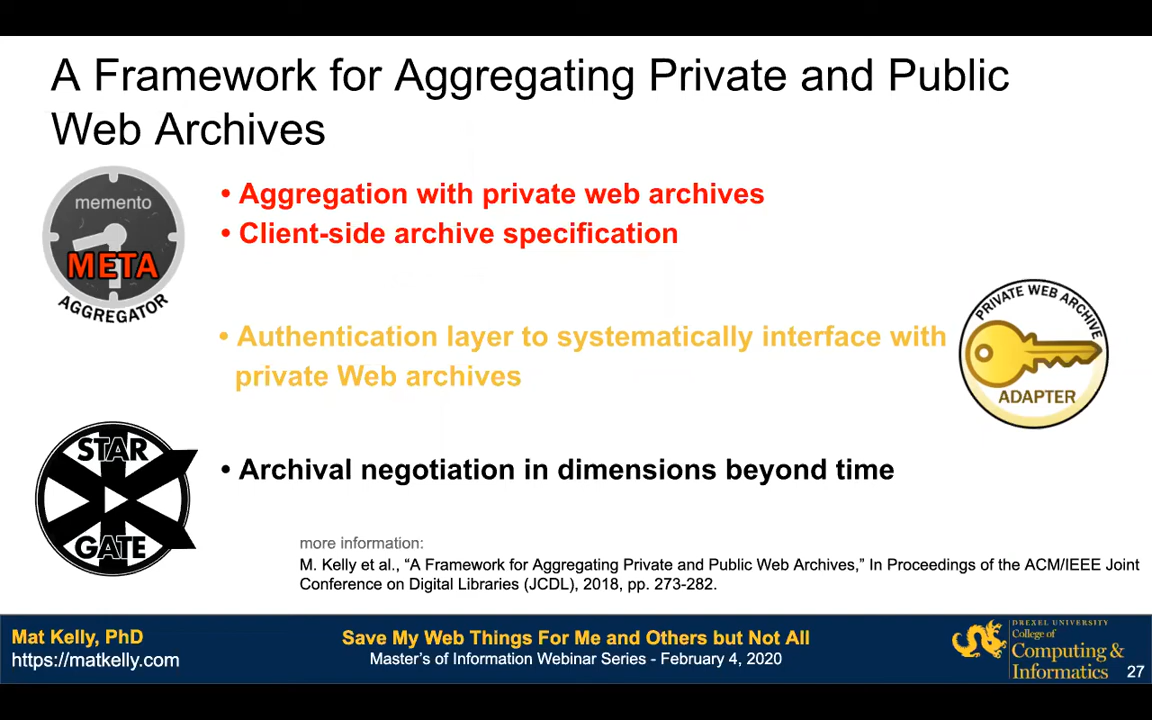 A Framework for Aggregating Private and Public
Web Archives
memento
META
AGGREGATOR
• Aggregation with private web archives
• Client-side archive specification
• Authentication layer to systematically interface with
private Web archives
PRIVATE WEB ARCHIVE
ADAPTER
STAR
GATE
• Archival negotiation in dimensions beyond time
more information:
M. Kelly et al., “A Framework for Aggregating Private and Public Web Archives,” In Proceedings of the ACM/IEEE Joint
Conference on Digital Libraries (JCDL), 2018, pp. 273-282.
Mat Kelly, PhD
https://matkelly.com
Save My Web Things For Me and Others but Not All
Master’s of Information Webinar Series - February 4, 2020
DREXEL UNIVERSITY
College of
Computing &
Informatics
27